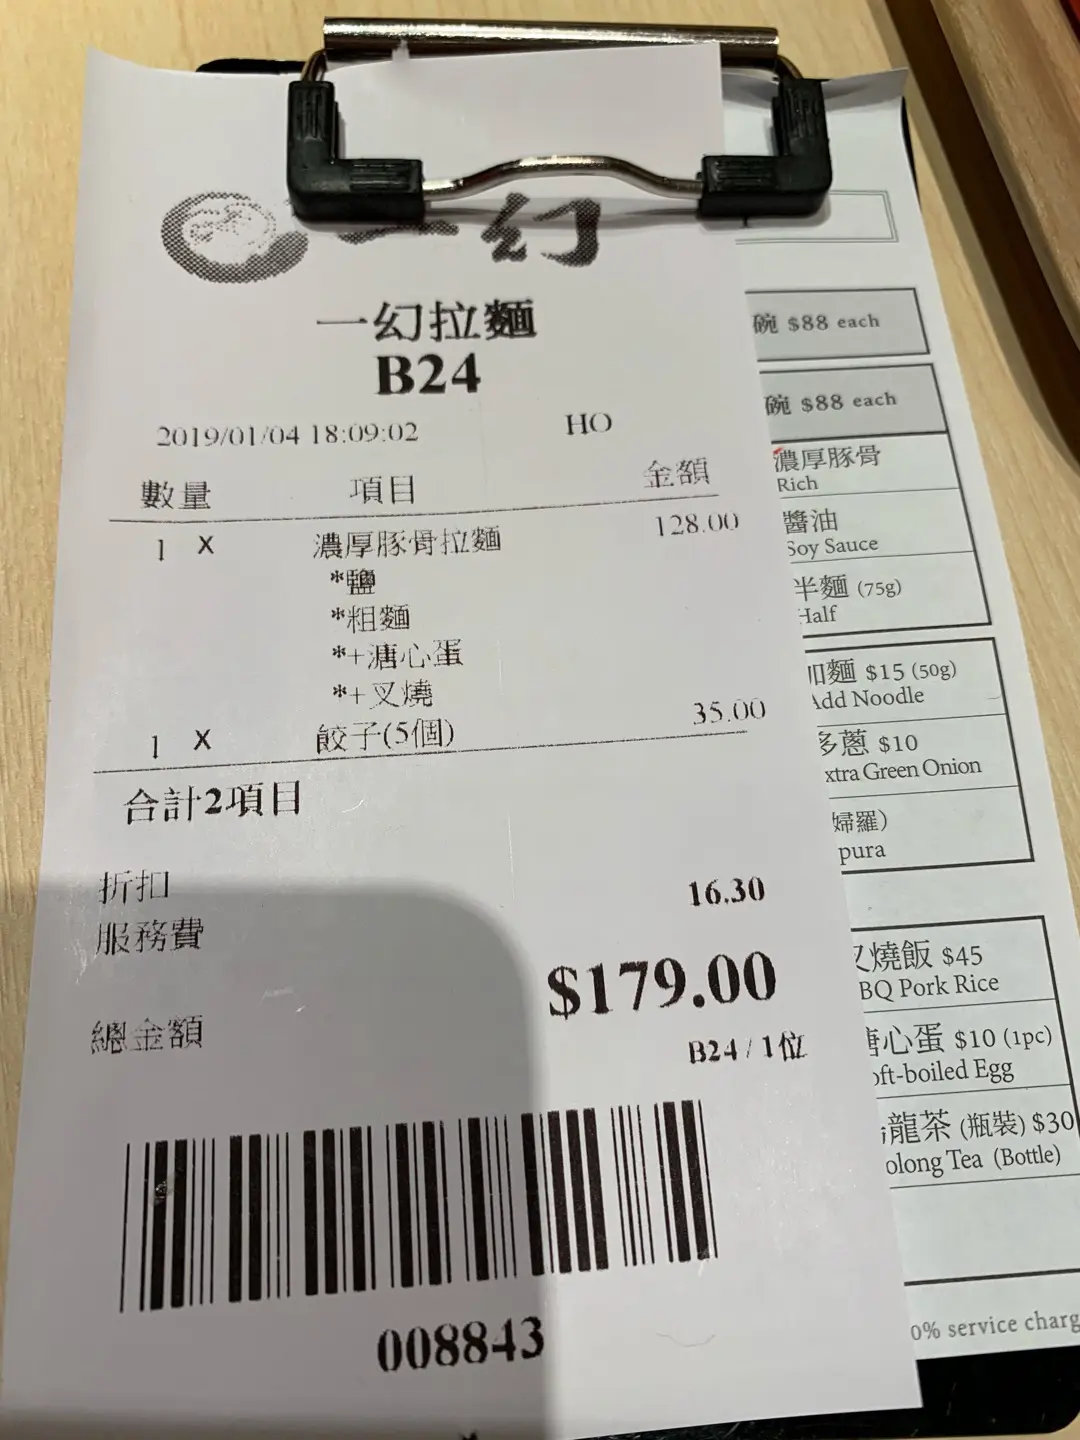 一幻
一幻拉麵
B24
2019/01/04 18:09:02 HO
數量 項目 金額
1 X 濃厚豚骨拉麵 128.00
*鹽
*粗麵
*+溏心蛋
*+叉燒
1 X 餃子(5個) 35.00
合計2項目
折扣
服務費 16.30
總金額 $179.00
B24 / 1位
008843
碗 $88 each
碗 $88 each
濃厚豚骨
Rich
醬油
Soy Sauce
半麵 (75g)
Half
加麵 $15 (50g)
Add Noodle
多蔥 $10
xtra Green Onion
婦羅)
pura
叉燒飯 $45
BQ Pork Rice
溏心蛋 $10 (1pc)
oft-boiled Egg
龍茶 (瓶裝) $30
olong Tea (Bottle)
0% service charg